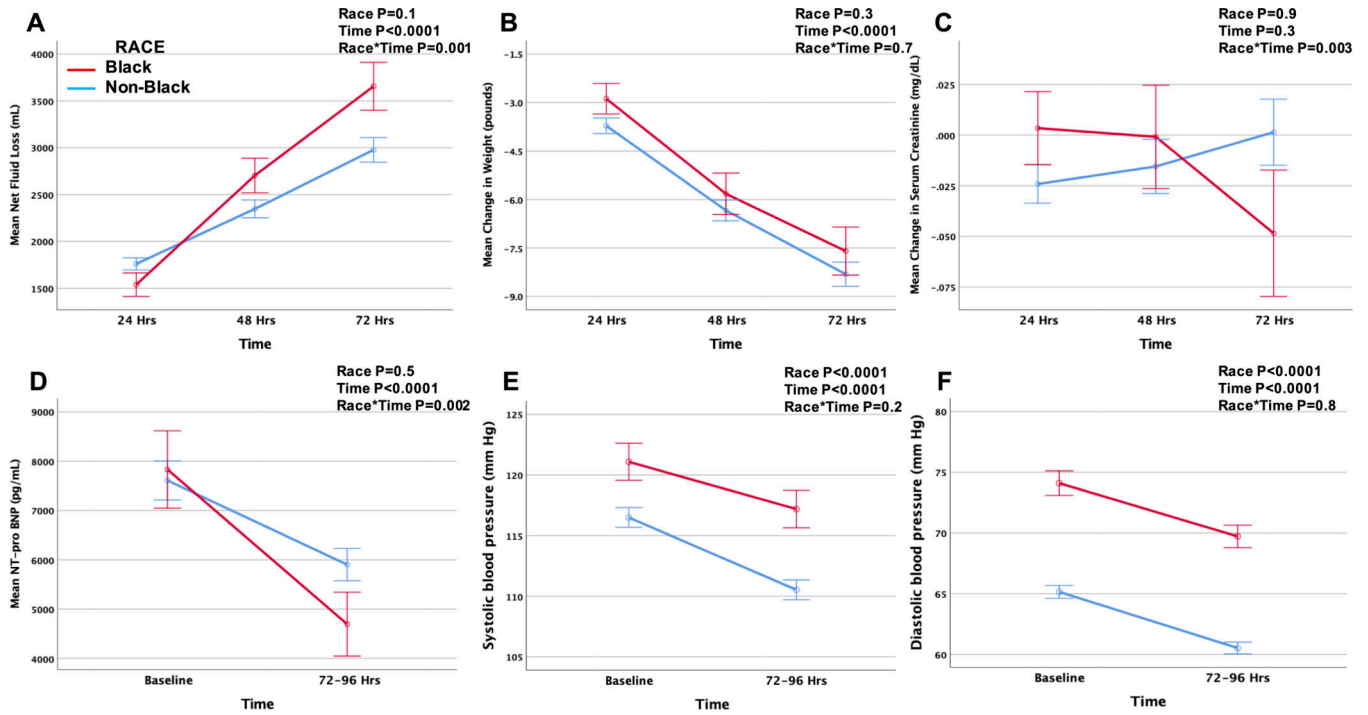 A
Race P=0.1
Time P<0.0001
Race*Time P=0.001
RACE
Black
Non-Black
Mean Net Fluid Loss (mL)
4000
3500
3000
2500
2000
1500
24 Hrs
48 Hrs
72 Hrs
Time
B
Race P=0.3
Time P<0.0001
Race*Time P=0.7
Mean Change in Weight (pounds)
-1.5
-3.0
-4.5
-6.0
-7.5
-9.0
24 Hrs
48 Hrs
72 Hrs
Time
C
Race P=0.9
Time P=0.3
Race*Time P=0.003
Mean Change in Serum Creatinine (mg/dL)
.025
.000
-.025
-.050
-.075
24 Hrs
48 Hrs
72 Hrs
Time
D
Race P=0.5
Time P<0.0001
Race*Time P=0.002
Mean NT-pro BNP (pg/mL)
9000
8000
7000
6000
5000
4000
Baseline
72-96 Hrs
Time
E
Race P<0.0001
Time P<0.0001
Race*Time P=0.2
Systolic blood pressure (mm Hg)
125
120
115
110
105
Baseline
72-96 Hrs
Time
F
Race P<0.0001
Time P<0.0001
Race*Time P=0.8
Diastolic blood pressure (mm Hg)
80
75
70
65
60
Baseline
72-96 Hrs
Time